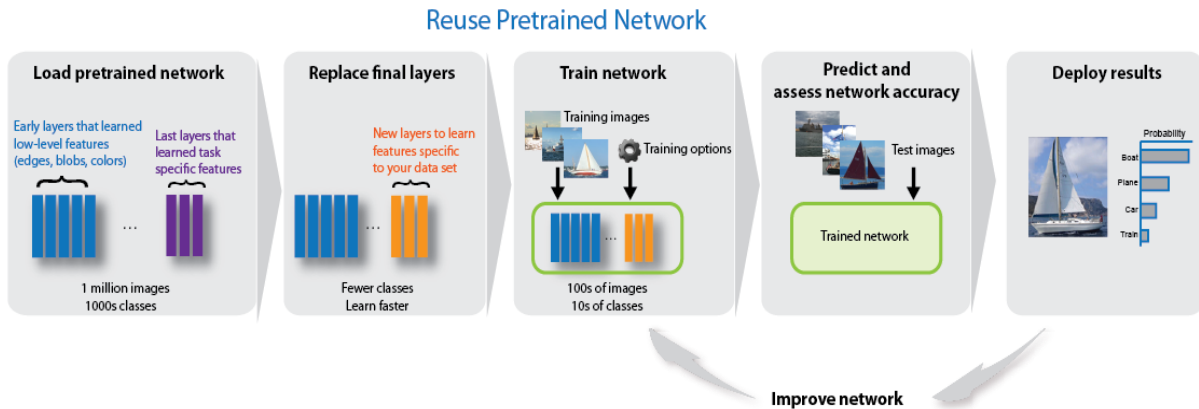 Reuse Pretrained Network
Load pretrained network
Early layers that learned
low-level features
(edges, blobs, colors)
Last layers that
learned task
specific features
...
1 million images
1000s classes
Replace final layers
New layers to learn
features specific
to your data set
...
Fewer classes
Learn faster
Train network
Training images
Training options
...
100s of images
10s of classes
Predict and
assess network accuracy
Test images
Trained network
Deploy results
Probability
Boat
Plane
Car
Train
Improve network